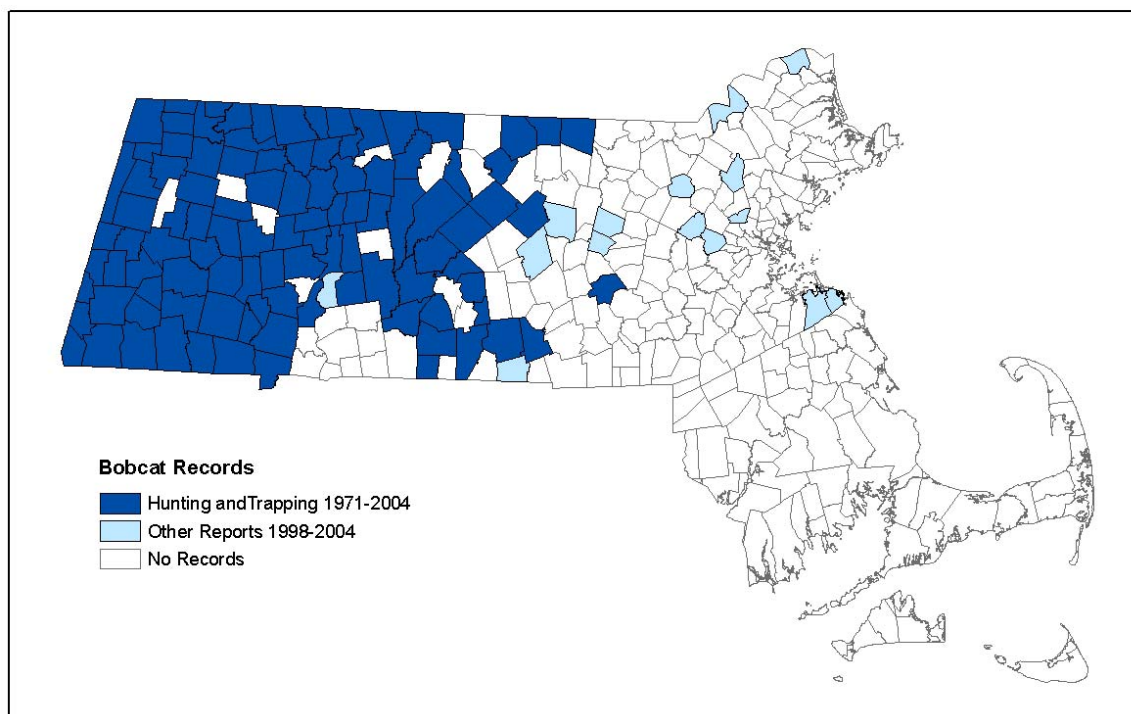 Bobcat Records
Hunting andTrapping 1971-2004
Other Reports 1998-2004
No Records